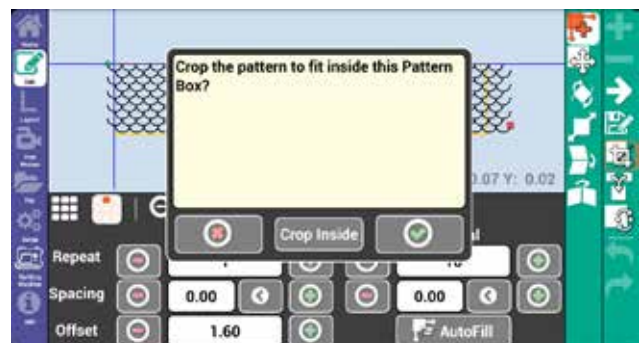 Crop the pattern to fit inside this Pattern
Box?
0.07 Y: 0.02
Crop Inside
Repeat
Spacing
0.00
0.00
Offset
1.60
AutoFill